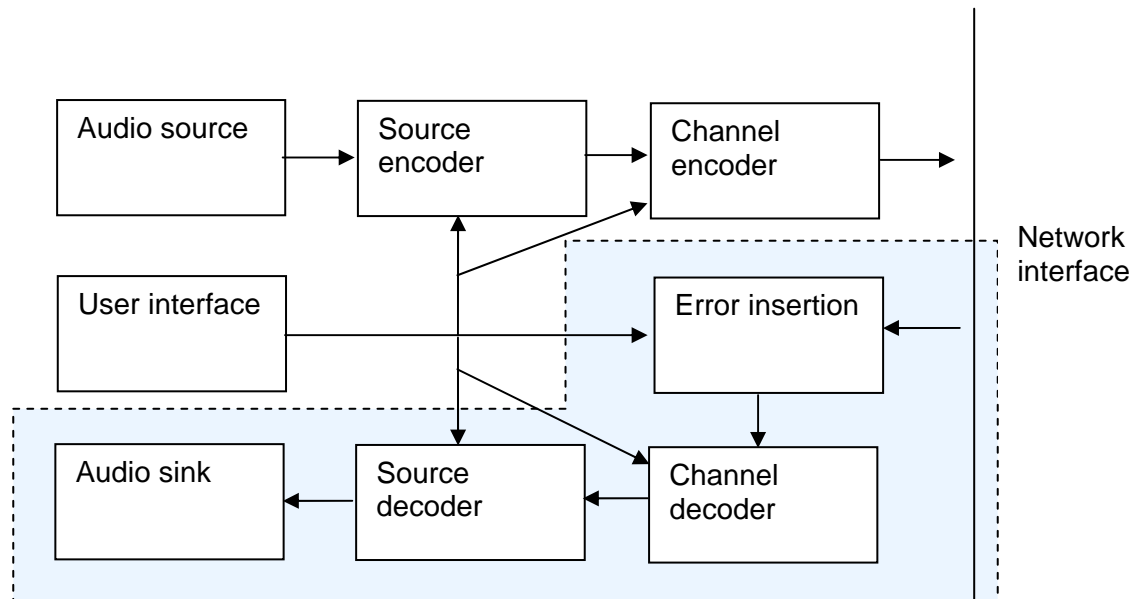 Audio source
Source
encoder
Channel
encoder
Network
interface
User interface
Error insertion
Audio sink
Source
decoder
Channel
decoder